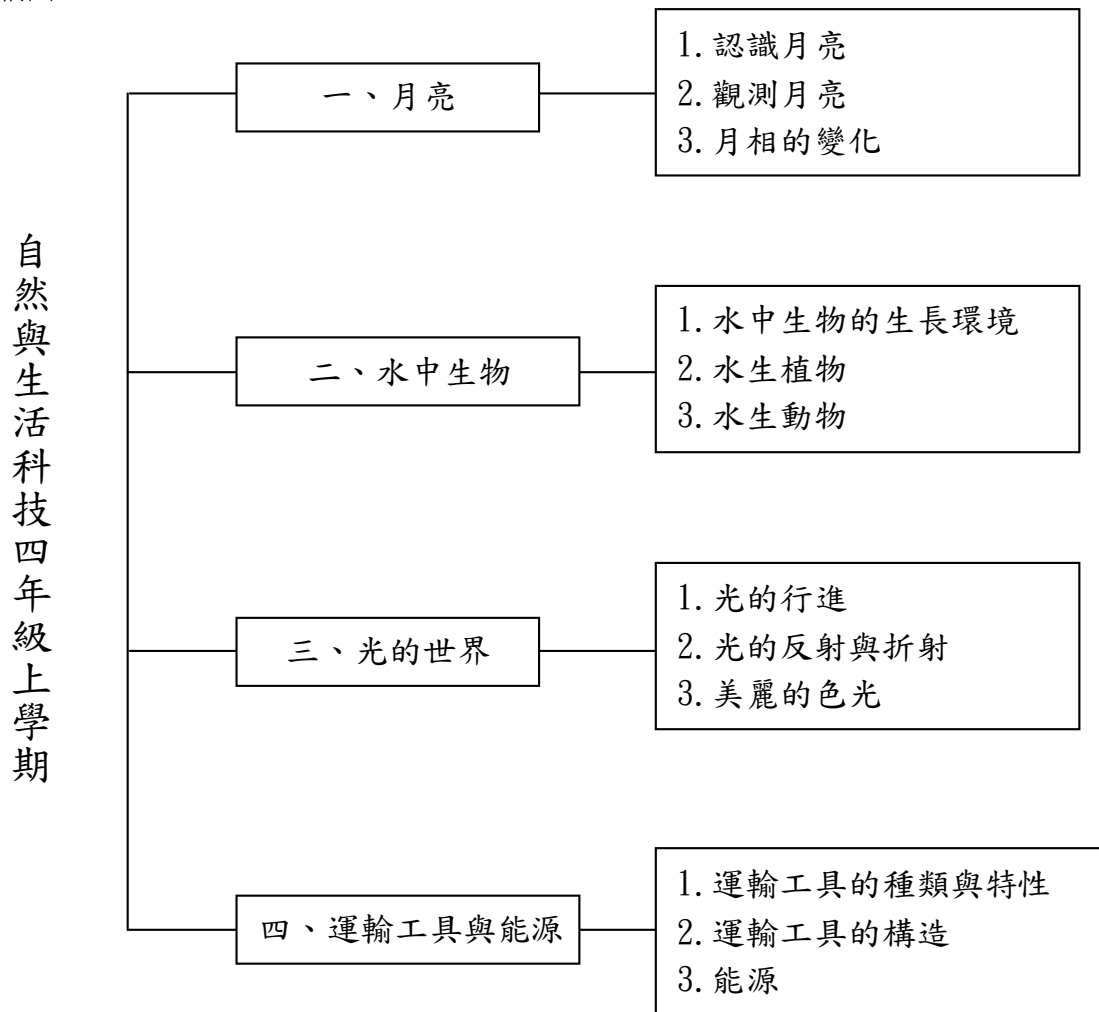 自然與生活科技四年級上學期
一、月亮
1.認識月亮
2.觀測月亮
3.月相的變化
二、水中生物
1.水中生物的生長環境
2.水生植物
3.水生動物
三、光的世界
1.光的行進
2.光的反射與折射
3.美麗的色光
四、運輸工具與能源
1.運輸工具的種類與特性
2.運輸工具的構造
3.能源